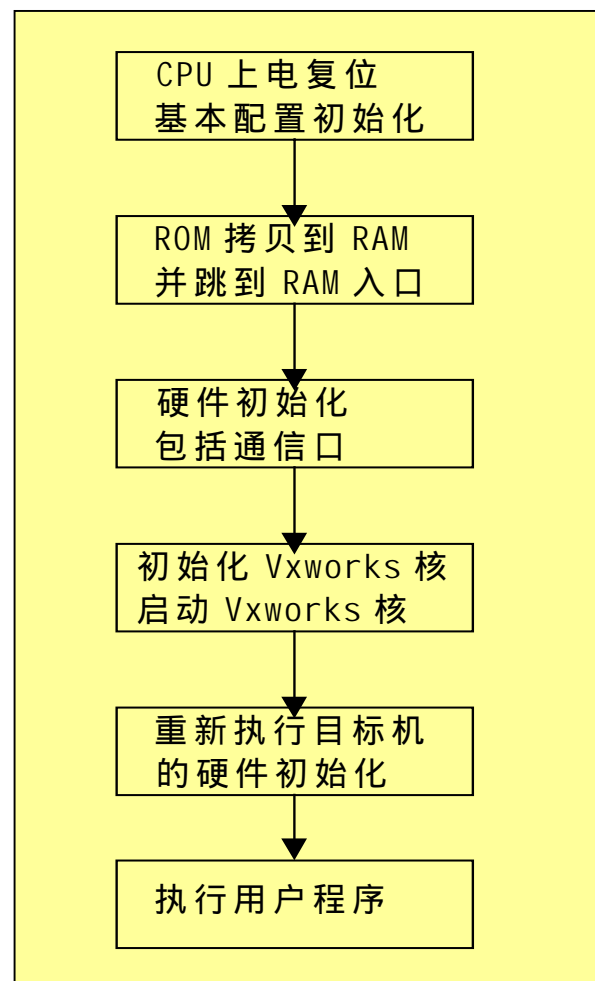 CPU 上电复位
基本配置初始化
ROM 拷贝到 RAM
并跳到 RAM 入口
硬件初始化
包括通信口
初始化 Vxworks 核
启动 Vxworks 核
重新执行目标机
的硬件初始化
执行用户程序